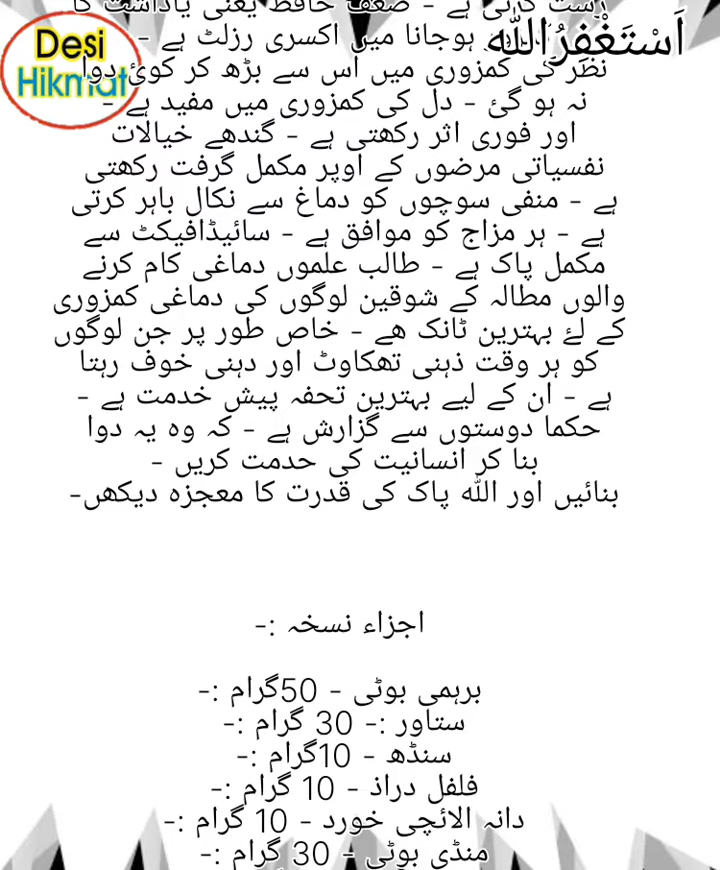 رست کرتی ہے - ضعف حافظ یعنی یاداشت کا
ہوجانا میں اکسری رزلٹ ہے -
اَسْتَغْفِرُاللّٰه
Desi
Hikmat
نظر کی کمزوری میں اس سے بڑھ کر کوئ دوا
نہ ہو گئ - دل کی کمزوری میں مفید ہے -
اور فوری اثر رکھتی ہے - گندھے خیالات
نفسیاتی مرضوں کے اوپر مکمل گرفت رکھتی
ہے - منفی سوچوں کو دماغ سے نکال باہر کرتی
ہے - ہر مزاج کو موافق ہے - سائیڈافیکٹ سے
مکمل پاک ہے - طالب علموں دماغی کام کرنے
والوں مطالہ کے شوقین لوگوں کی دماغی کمزوری
کے لۓ بہترین ٹانک ھے - خاص طور پر جن لوگوں
کو ہر وقت ذہنی تھکاوٹ اور دہنی خوف رہتا
ہے - ان کے لیے بہترین تحفہ پیش خدمت ہے -
حکما دوستوں سے گزارش ہے - کہ وہ یہ دوا
بنا کر انسانیت کی حدمت کریں -
بنائیں اور اللّٰہ پاک کی قدرت کا معجزہ دیکھں-
اجزاء نسخہ :-
برہمی بوٹی - 50گرام :-
ستاور :- 30 گرام :-
سنڈھ - 10گرام :-
فلفل دراذ - 10 گرام :-
دانہ الائچی خورد - 10 گرام :-
منڈی بوٹی - 30 گرام :-